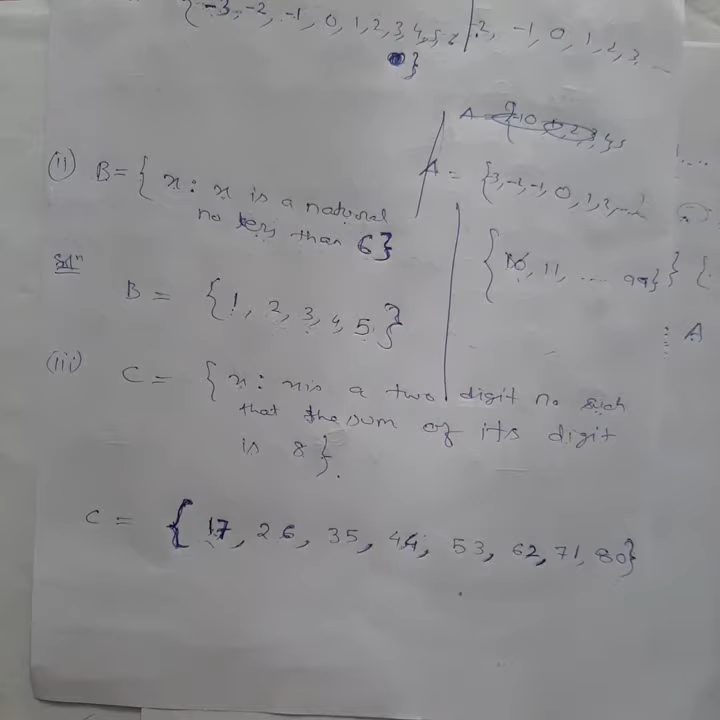 {-3, -2, -1, 0, 1, 2, 3, 4, 5, 6 2, -1, 0, 1, 2, 3 ...
}
A
A = {3, -2, -1, 0, 1, 2, ...
(ii) B = { x : x is a natural
no less than 6}
{10, 11, .... 99}} {
Solⁿ
B = {1, 2, 3, 4, 5}
: A
(iii) C = { x : x is a two digit no such
that the sum of its digit
is 8}.
C = {17, 26, 35, 44, 53, 62, 71, 80}